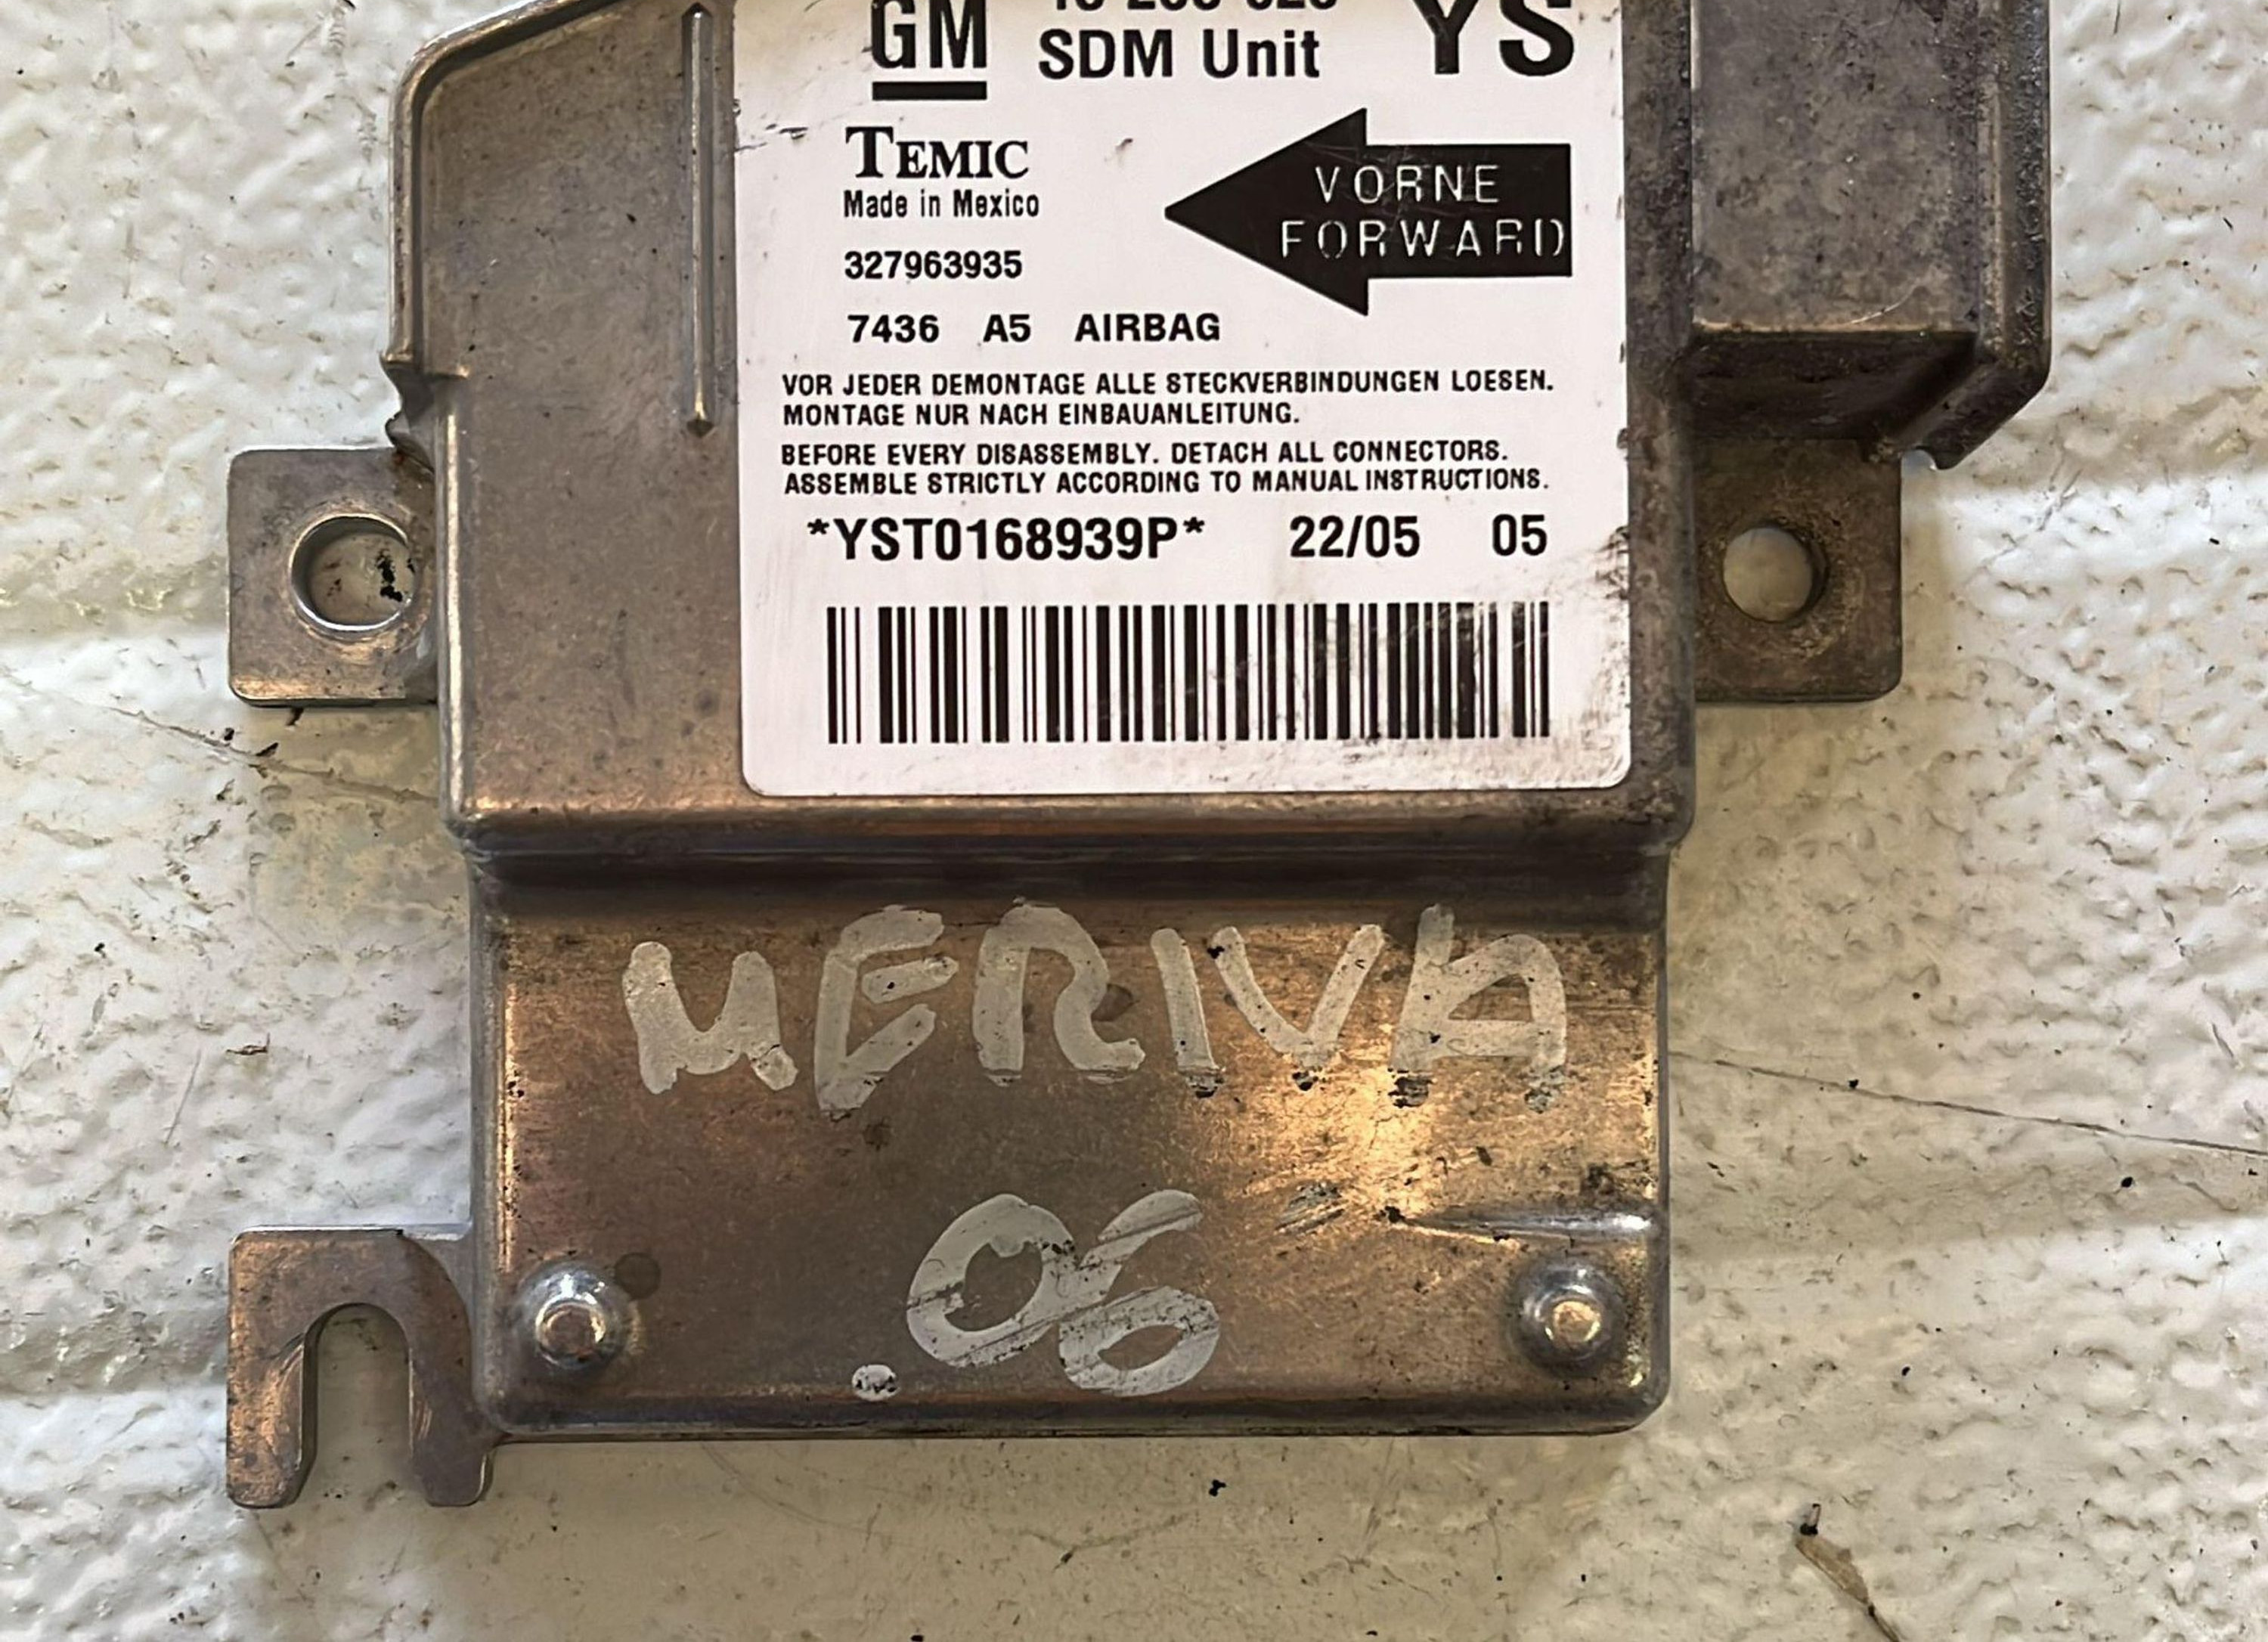 GM SDM Unit YS
TEMIC
Made in Mexico
VORNE
FORWARD
327963935
7436 A5 AIRBAG
VOR JEDER DEMONTAGE ALLE STECKVERBINDUNGEN LOESEN.
MONTAGE NUR NACH EINBAUANLEITUNG.
BEFORE EVERY DISASSEMBLY. DETACH ALL CONNECTORS.
ASSEMBLE STRICTLY ACCORDING TO MANUAL INSTRUCTIONS.
*YST0168939P* 22/05 05
MERIVA
.06